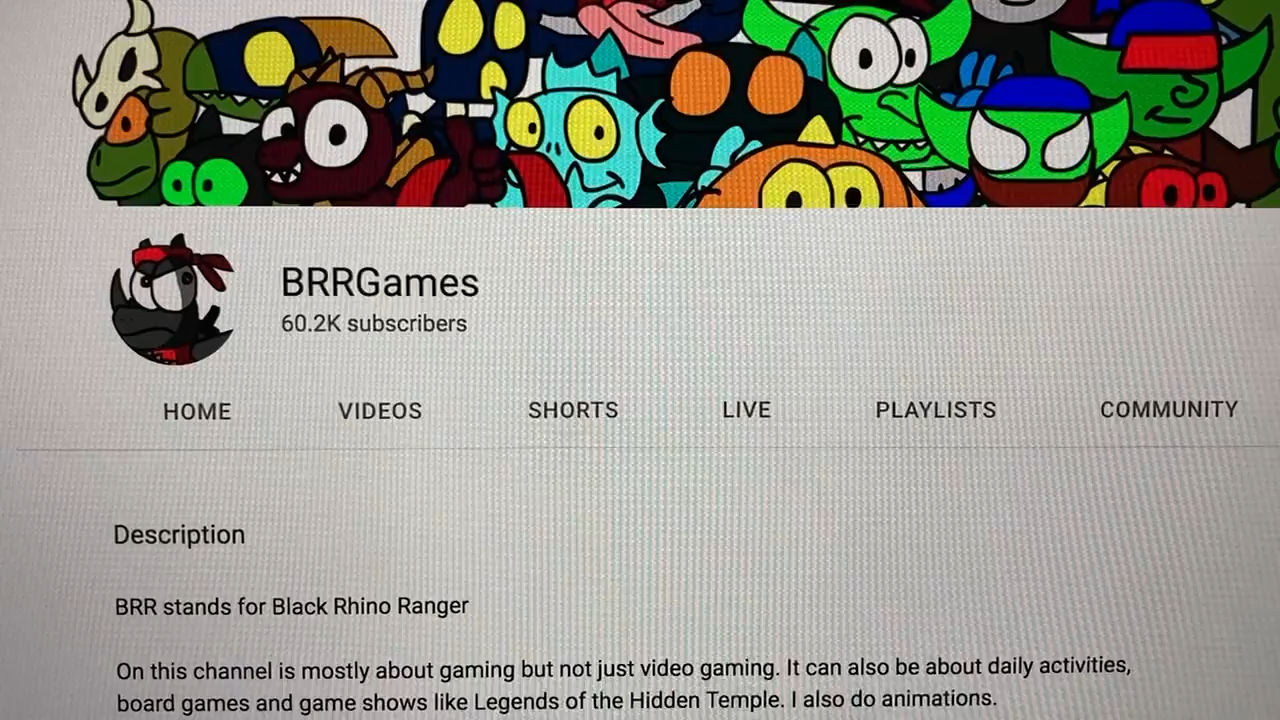 BRRGames
60.2K subscribers
HOME VIDEOS SHORTS LIVE PLAYLISTS COMMUNITY
Description
BRR stands for Black Rhino Ranger
On this channel is mostly about gaming but not just video gaming. It can also be about daily activities,
board games and game shows like Legends of the Hidden Temple. I also do animations.